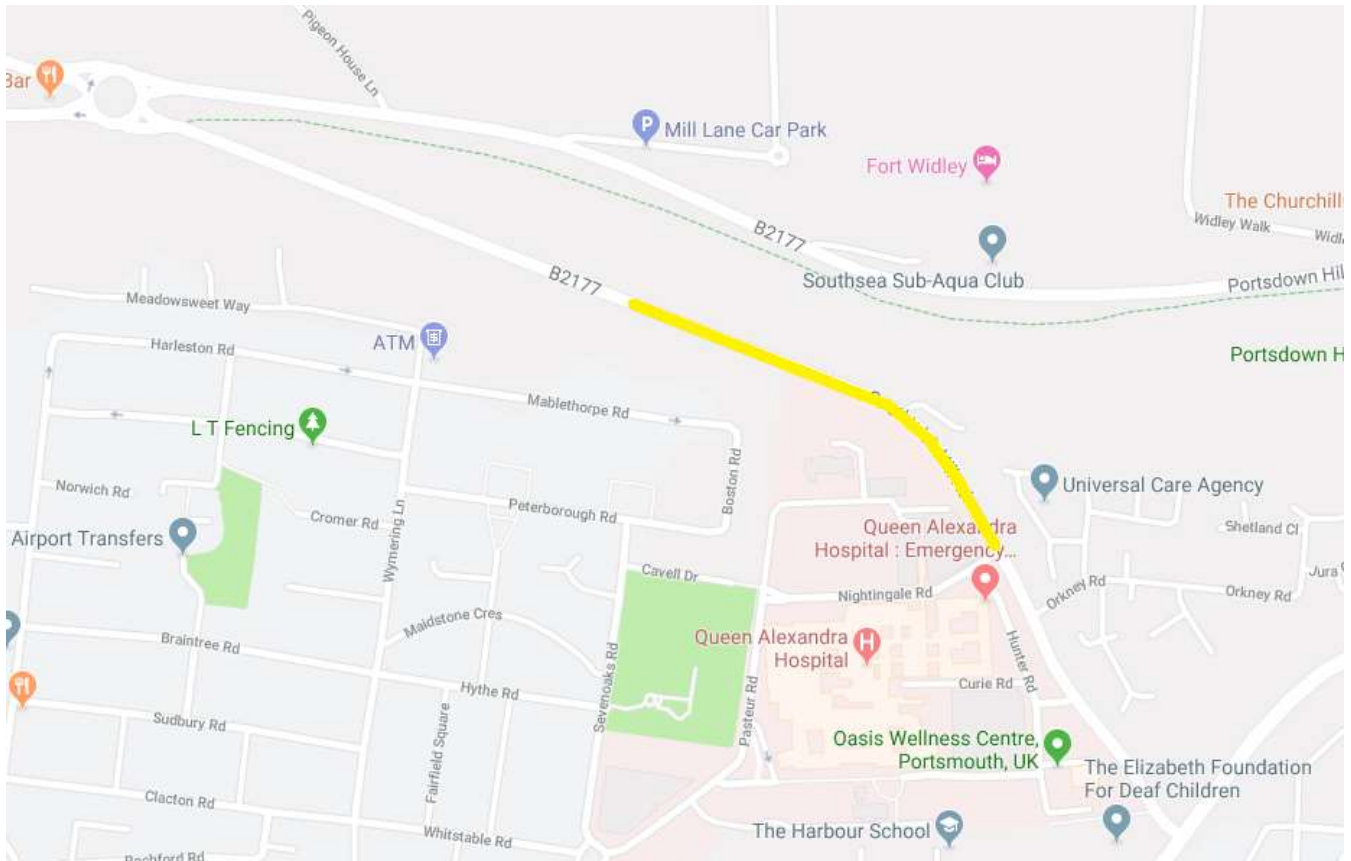 Pigeon House Ln
Bar
Mill Lane Car Park
Fort Widley
The Churchill
Widley Walk
B2177
Southsea Sub-Aqua Club
Portsdown Hil
B2177
Meadowsweet Way
ATM
Harleston Rd
Portsdown H
Mablethorpe Rd
L T Fencing
Boston Rd
Norwich Rd
Universal Care Agency
Cromer Rd
Peterborough Rd
Shetland Cl
Airport Transfers
Wymering Ln
Queen Alexandra
Hospital : Emergency...
Cavell Dr
Nightingale Rd
Orkney Rd
Orkney Rd
Jura
Maidstone Cres
Braintree Rd
Queen Alexandra
Hospital
H
Hunter Rd
Hythe Rd
Sevenoaks Rd
Pasteur Rd
Curie Rd
Sudbury Rd
Fairfield Square
Oasis Wellness Centre,
Portsmouth, UK
The Elizabeth Foundation
For Deaf Children
Clacton Rd
Whitstable Rd
The Harbour School
Rochford Rd
P